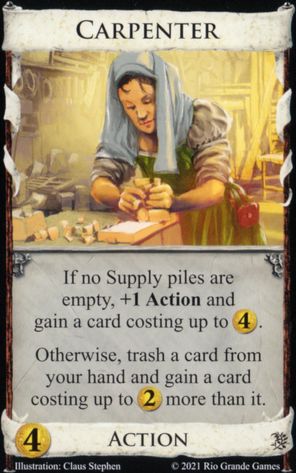 CARPENTER
If no Supply piles are
empty, +1 Action and
gain a card costing up to 4.
Otherwise, trash a card from
your hand and gain a card
costing up to 2 more than it.
4 ACTION
Illustration: Claus Stephen © 2021 Rio Grande Games